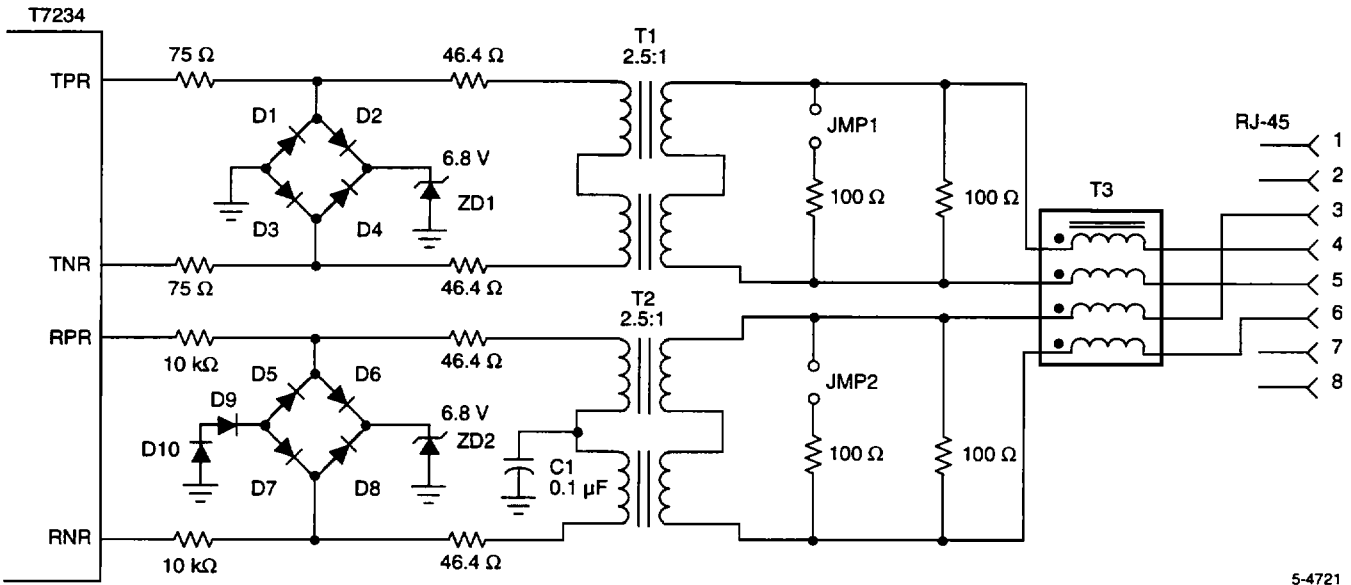 T7234
TPR
75 Ω
46.4 Ω
T1
2.5:1
D1
D2
6.8 V
ZD1
D3
D4
JMP1
100 Ω
100 Ω
TNR
75 Ω
46.4 Ω
RJ-45
1
2
3
4
5
6
7
8
T3
RPR
10 kΩ
46.4 Ω
T2
2.5:1
D5
D6
D9
D10
6.8 V
ZD2
D7
D8
C1
0.1 µF
JMP2
100 Ω
100 Ω
RNR
10 kΩ
46.4 Ω
5-4721